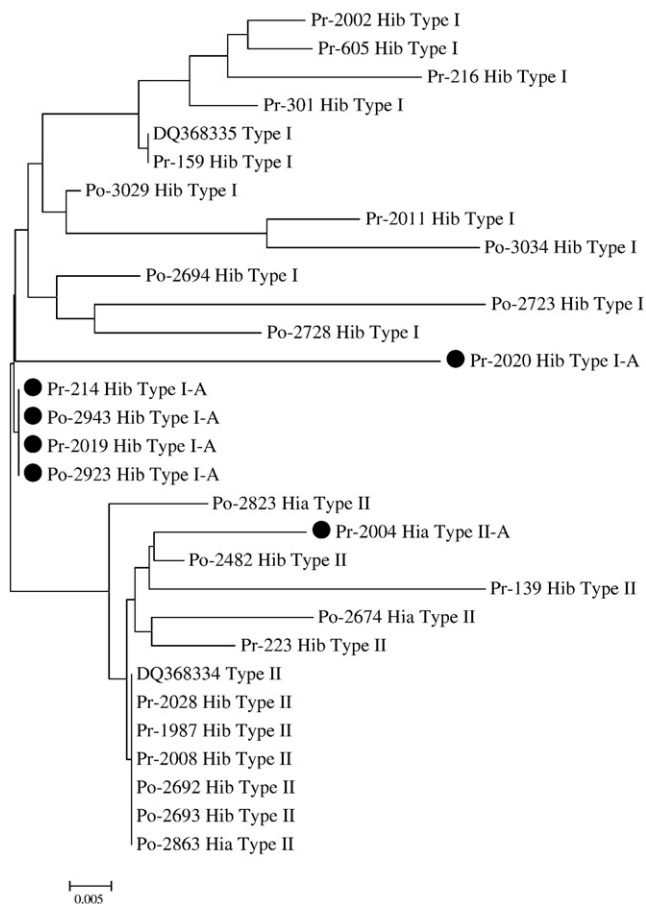 Pr-2002 Hib Type I
Pr-605 Hib Type I
Pr-216 Hib Type I
Pr-301 Hib Type I
DQ368335 Type I
Pr-159 Hib Type I
Po-3029 Hib Type I
Pr-2011 Hib Type I
Po-3034 Hib Type I
Po-2694 Hib Type I
Po-2723 Hib Type I
Po-2728 Hib Type I
Pr-2020 Hib Type I-A
Pr-214 Hib Type I-A
Po-2943 Hib Type I-A
Pr-2019 Hib Type I-A
Po-2923 Hib Type I-A
Po-2823 Hia Type II
Pr-2004 Hia Type II-A
Po-2482 Hib Type II
Pr-139 Hib Type II
Po-2674 Hia Type II
Pr-223 Hib Type II
DQ368334 Type II
Pr-2028 Hib Type II
Pr-1987 Hib Type II
Pr-2008 Hib Type II
Po-2692 Hib Type II
Po-2693 Hib Type II
Po-2863 Hia Type II
0.005